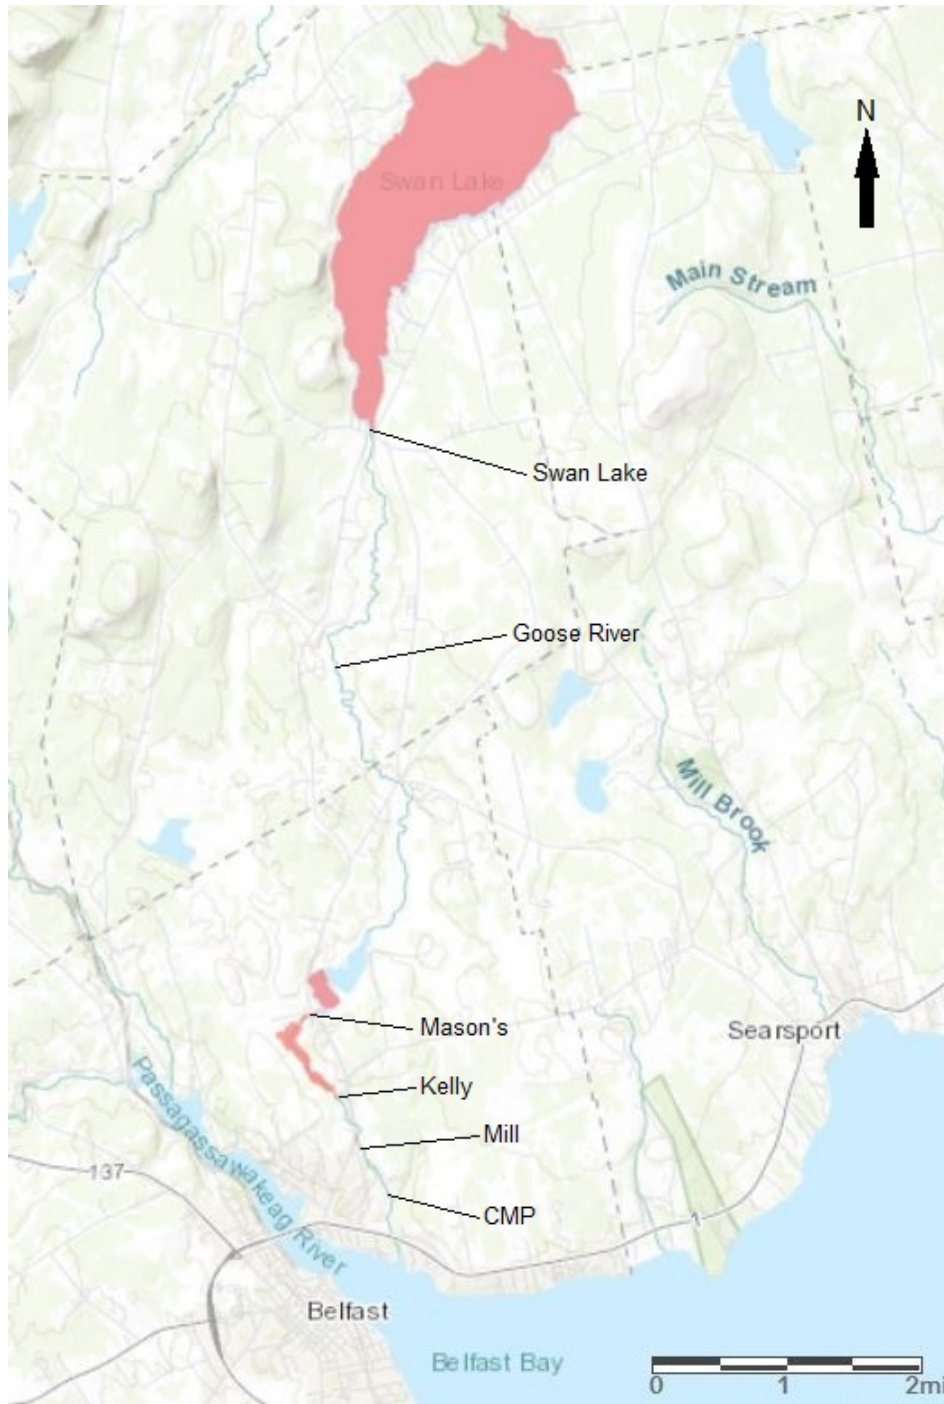 N
Swan Lake
Main Stream
Swan Lake
Goose River
Mill Brook
Mason's
Searsport
Kelly
Passagassawakeag River
Mill
137
CMP
1
Belfast
Belfast Bay
0 1 2mi